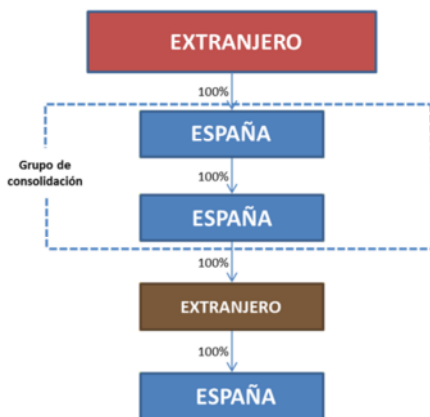 EXTRANJERO
100%
ESPAÑA
Grupo de
consolidación
100%
ESPAÑA
100%
EXTRANJERO
100%
ESPAÑA